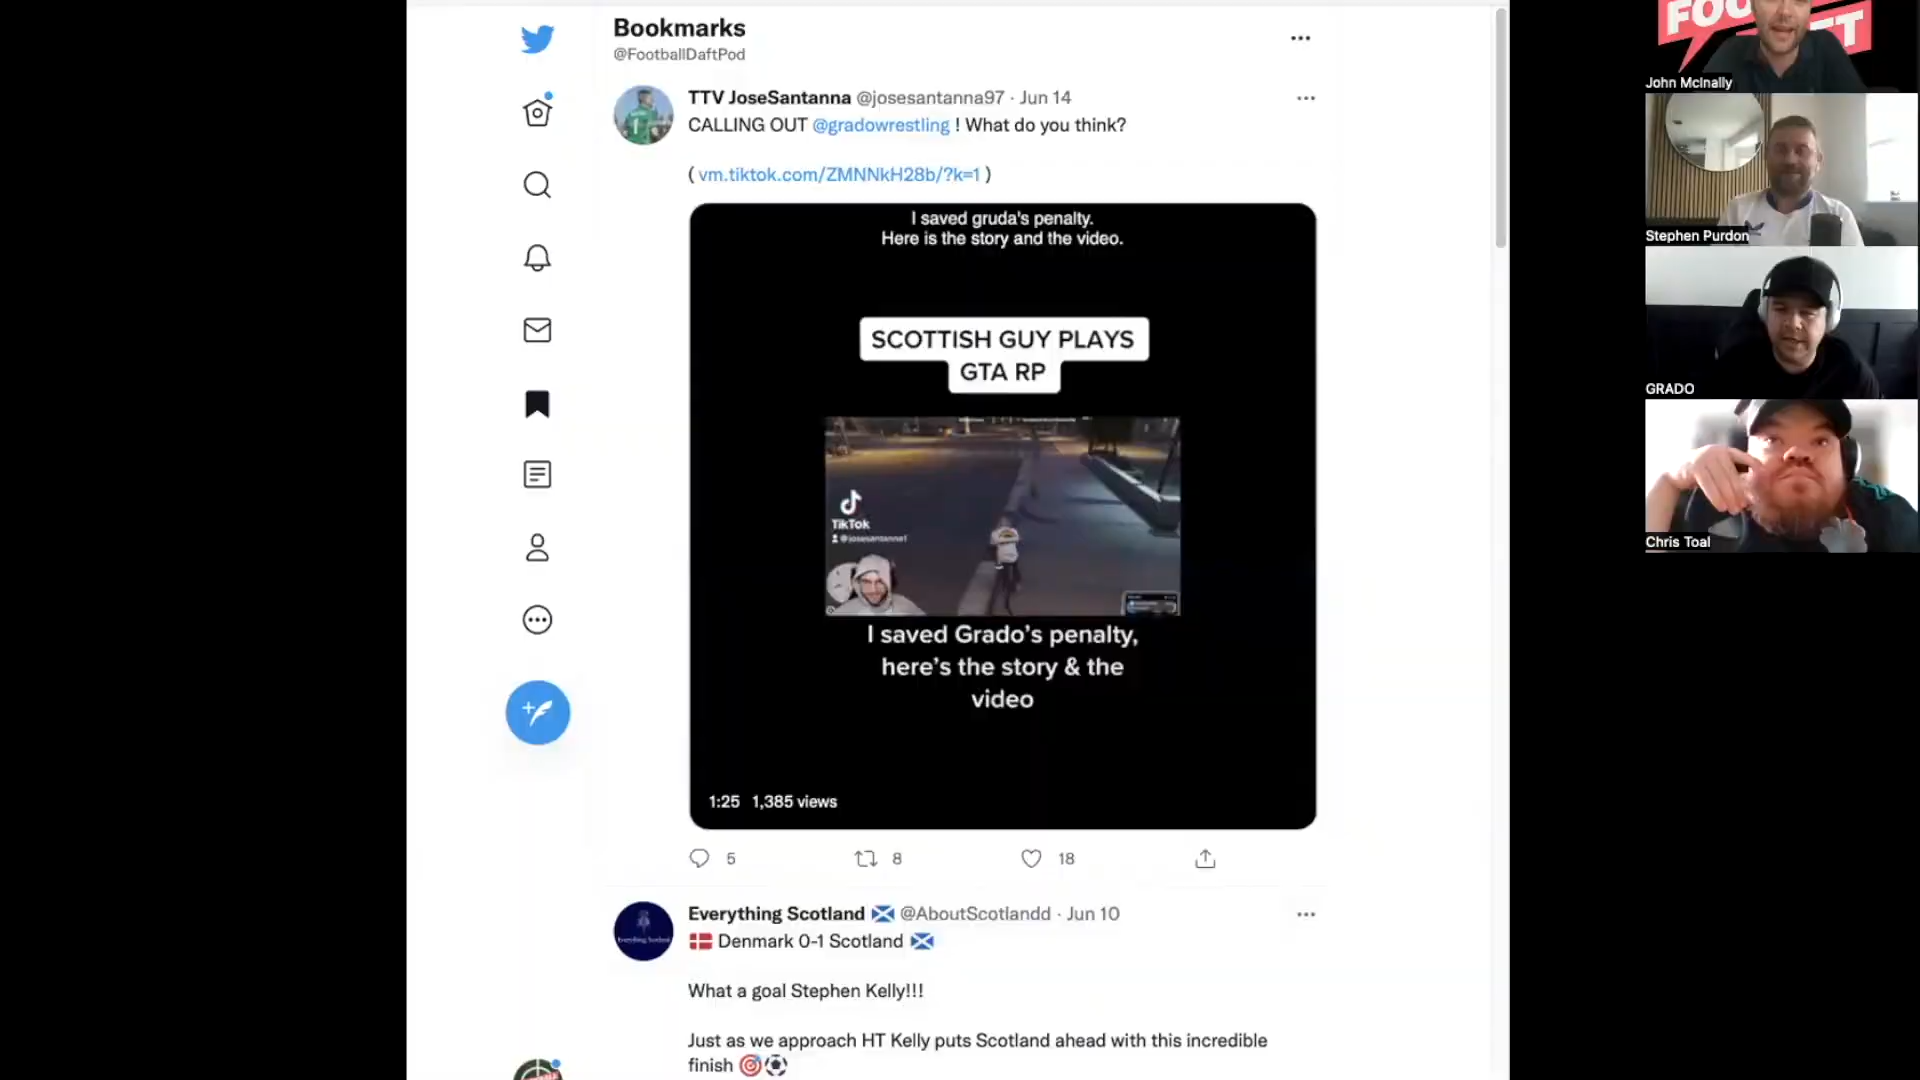 Bookmarks
@FootballDaftPod
TTV JoseSantanna @josesantanna97 · Jun 14
CALLING OUT @gradowrestling ! What do you think?
( vm.tiktok.com/ZMNNkH28b/?k=1 )
I saved gruda's penalty.
Here is the story and the video.
SCOTTISH GUY PLAYS
GTA RP
TikTok
@josesantanna1
I saved Grado’s penalty,
here’s the story & the
video
1:25 1,385 views
5 8 18
Everything Scotland @AboutScotlandd · Jun 10
Denmark 0-1 Scotland
What a goal Stephen Kelly!!!
Just as we approach HT Kelly puts Scotland ahead with this incredible
finish
John McInally
Stephen Purdon
GRADO
Chris Toal